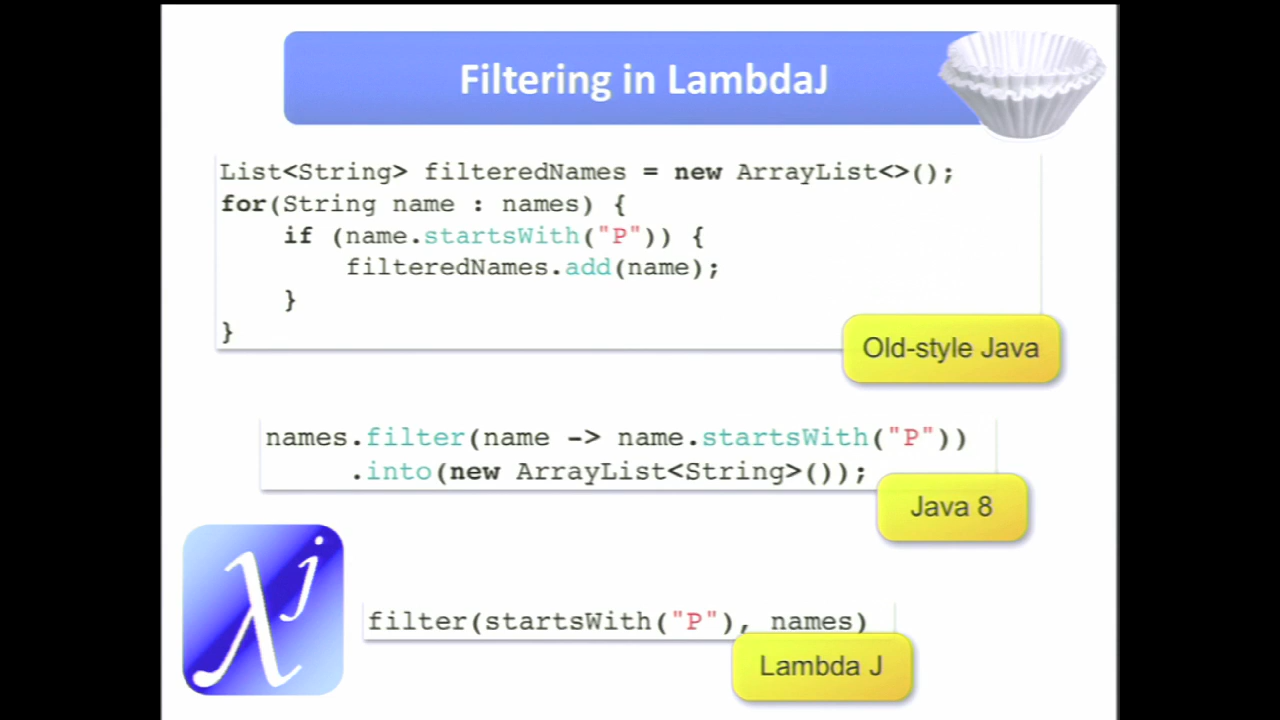 Filtering in LambdaJ
List<String> filteredNames = new ArrayList<>();
for(String name : names) {
    if (name.startsWith("P")) {
        filteredNames.add(name);
    }
}
Old-style Java
names.filter(name -> name.startsWith("P"))
     .into(new ArrayList<String>());
Java 8
λj
filter(startsWith("P"), names)
Lambda J